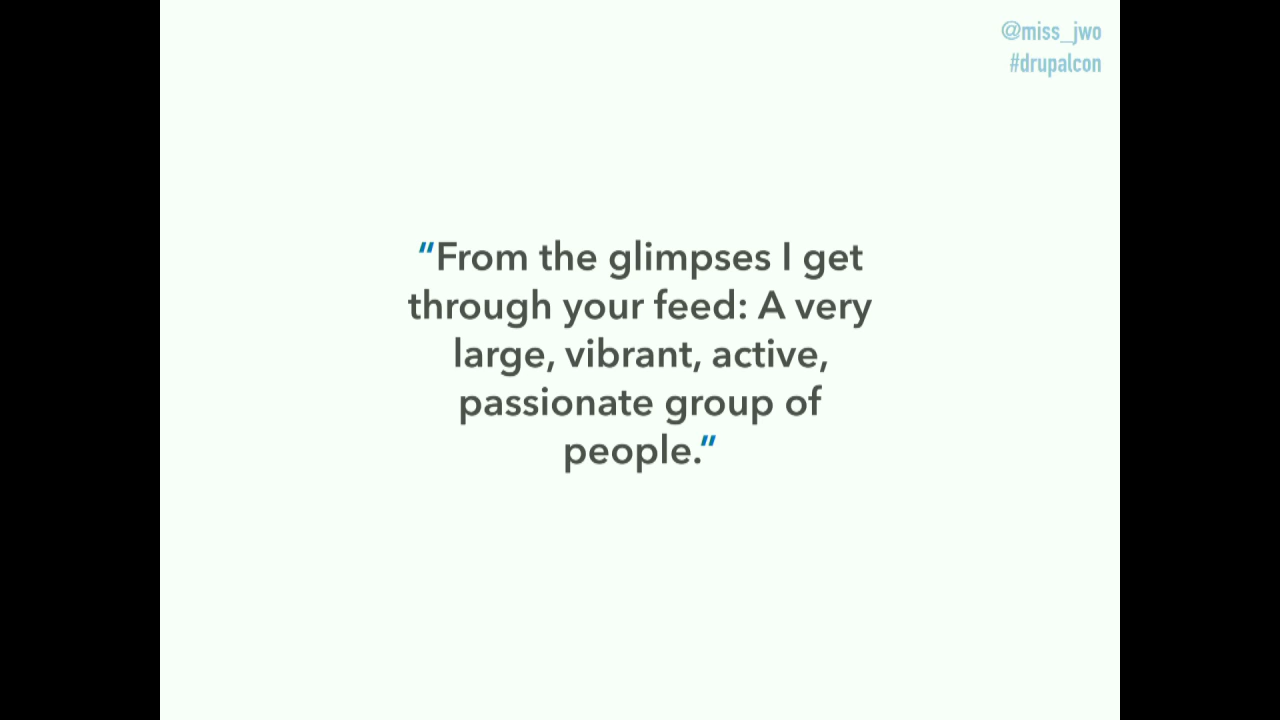 @miss_jwo
#drupalcon
“From the glimpses I get
through your feed: A very
large, vibrant, active,
passionate group of
people.”